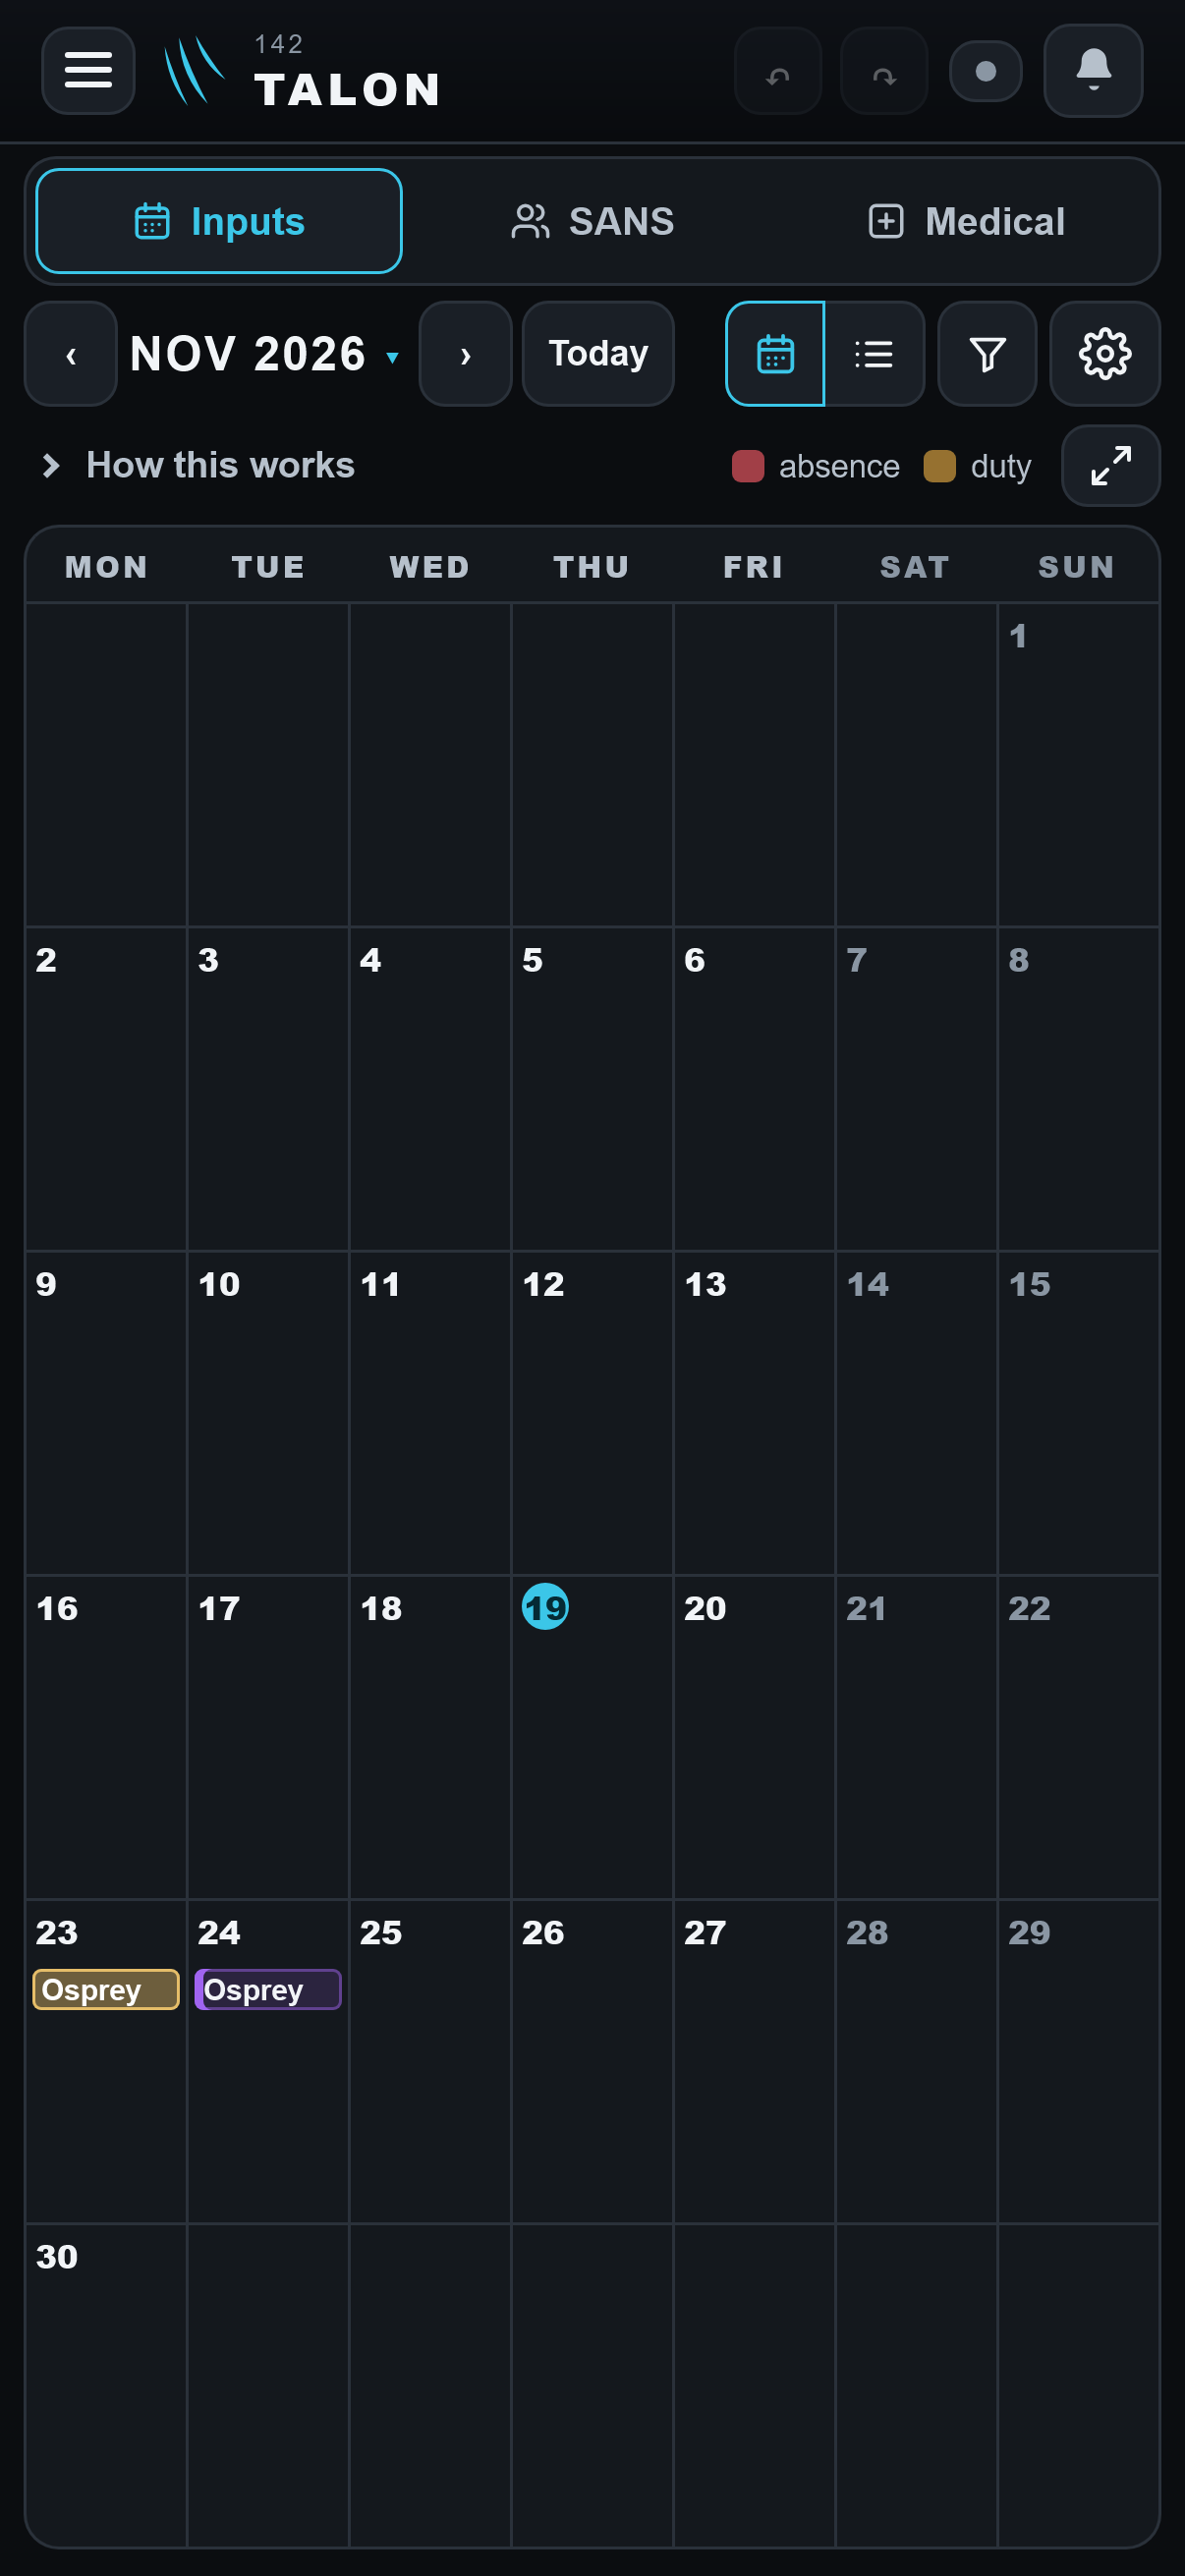 142
TALON
Inputs SANS Medical
‹ NOV 2026 ▾ › Today
How this works absence duty
MON TUE WED THU FRI SAT SUN
1
2 3 4 5 6 7 8
9 10 11 12 13 14 15
16 17 18 19 20 21 22
23 24 25 26 27 28 29
Osprey Osprey
30